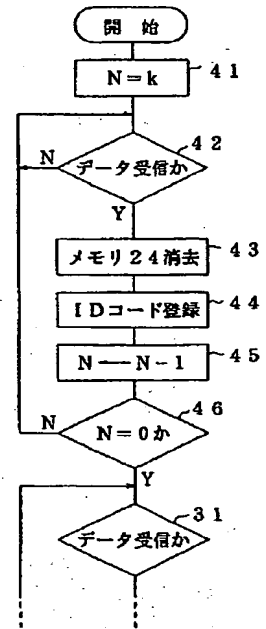 開 始
N=k
41
42
N
データ受信か
Y
メモリ24消去
43
IDコード登録
44
N──N-1
45
46
N
N=0か
Y
31
データ受信か